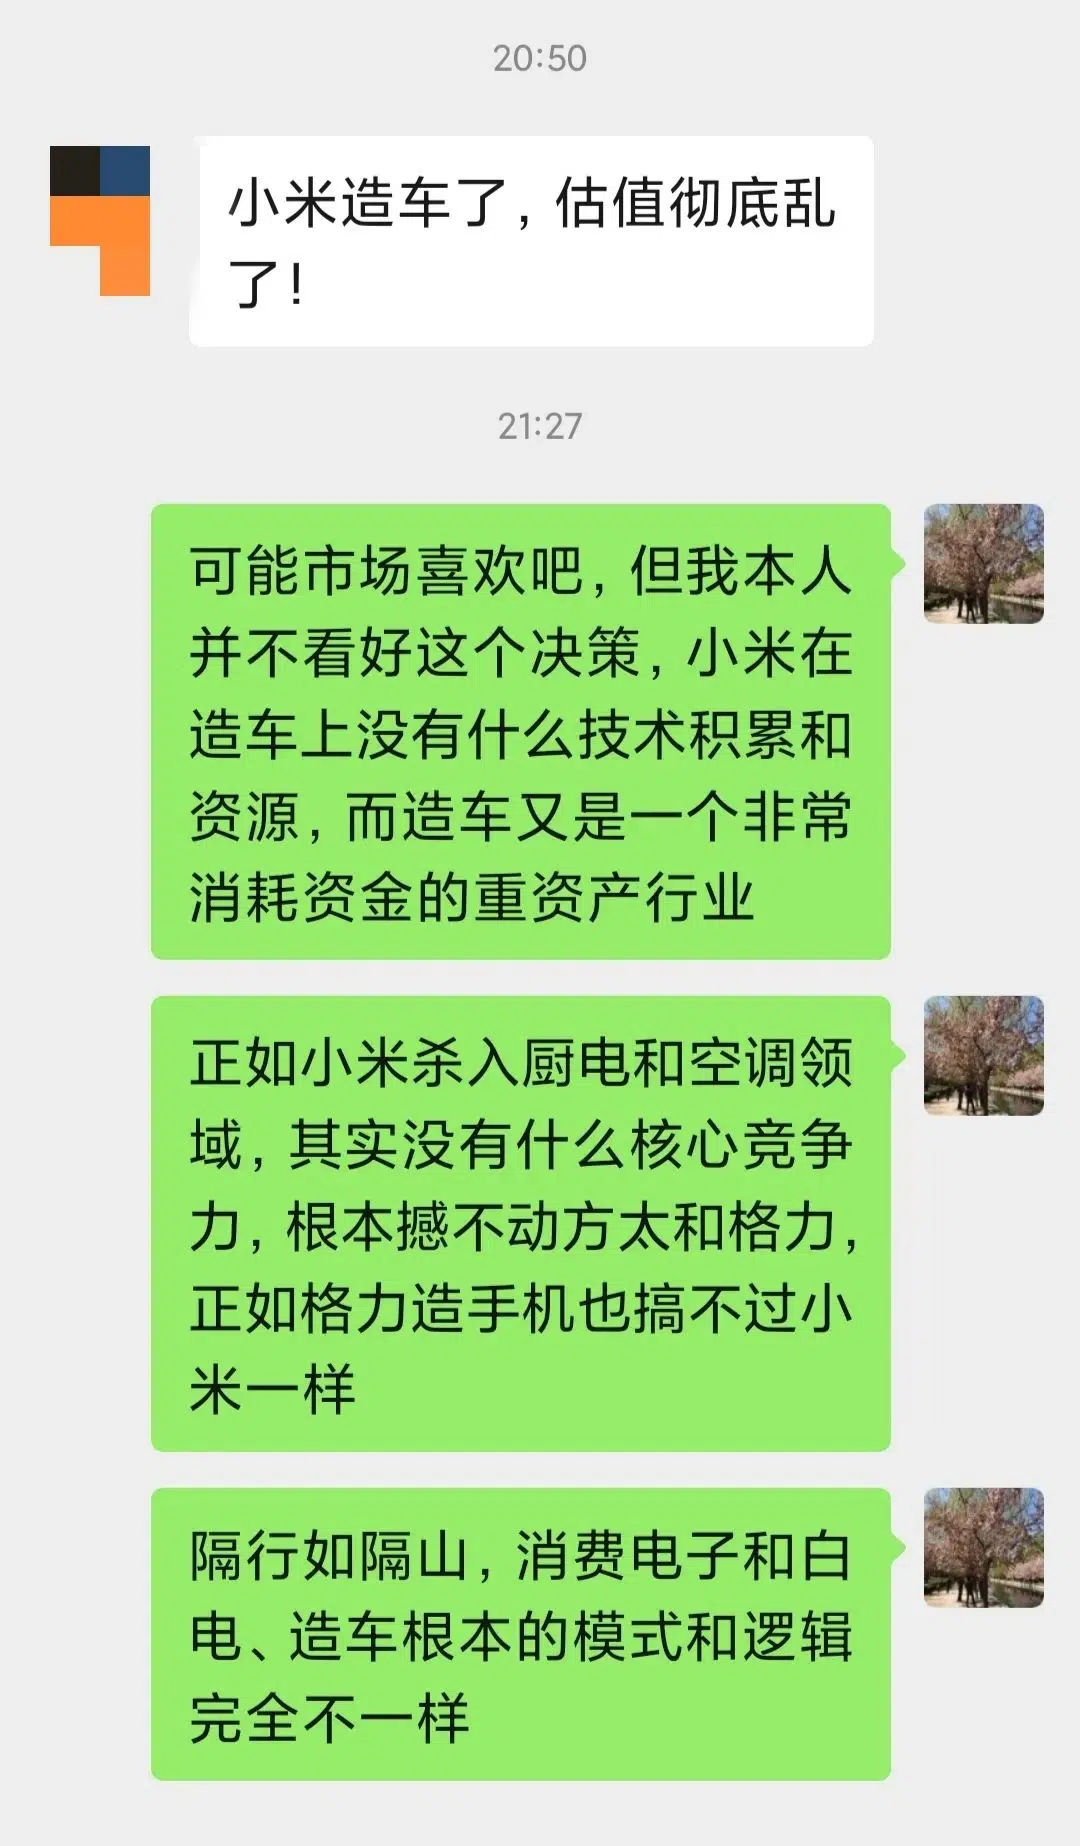 20:50
小米造车了，估值彻底乱
了！
21:27
可能市场喜欢吧，但我本人
并不看好这个决策，小米在
造车上没有什么技术积累和
资源，而造车又是一个非常
消耗资金的重资产行业
正如小米杀入厨电和空调领
域，其实没有什么核心竞争
力，根本撼不动方太和格力，
正如格力造手机也搞不过小
米一样
隔行如隔山，消费电子和白
电、造车根本的模式和逻辑
完全不一样